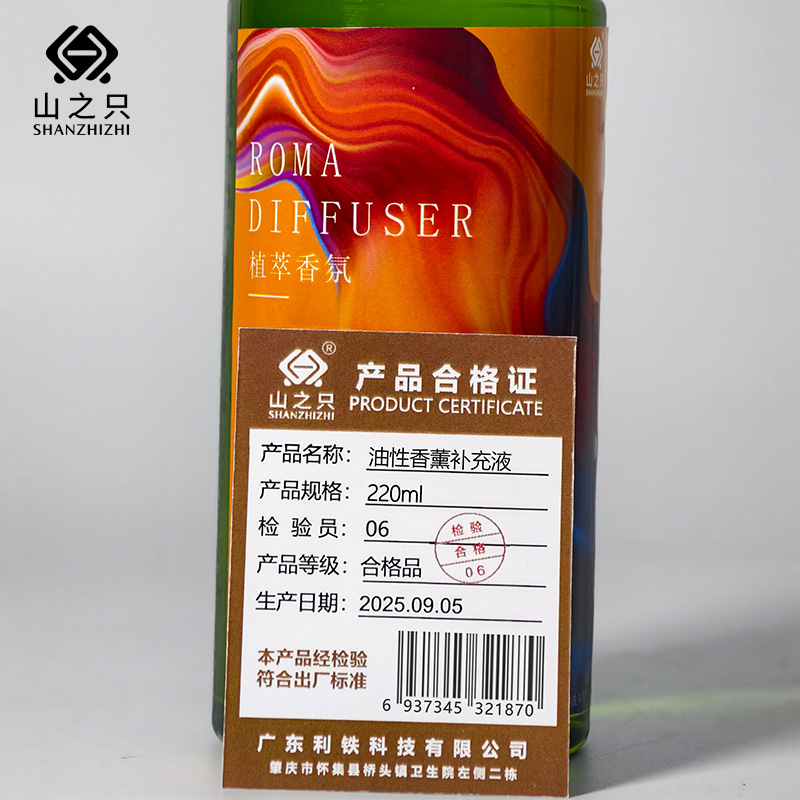 山之只
SHANZHIZHI
山之只
ROMA
DIFFUSER
植萃香氛
山之只®
SHANZHIZHI
产品合格证
PRODUCT CERTIFICATE
产品名称：油性香薰补充液
产品规格：220ml
检 验 员：06
检验
合格
06
产品等级：合格品
生产日期：2025.09.05
本产品经检验
符合出厂标准
6 937345 321870
广东利铁科技有限公司
肇庆市怀集县桥头镇卫生院左侧二栋